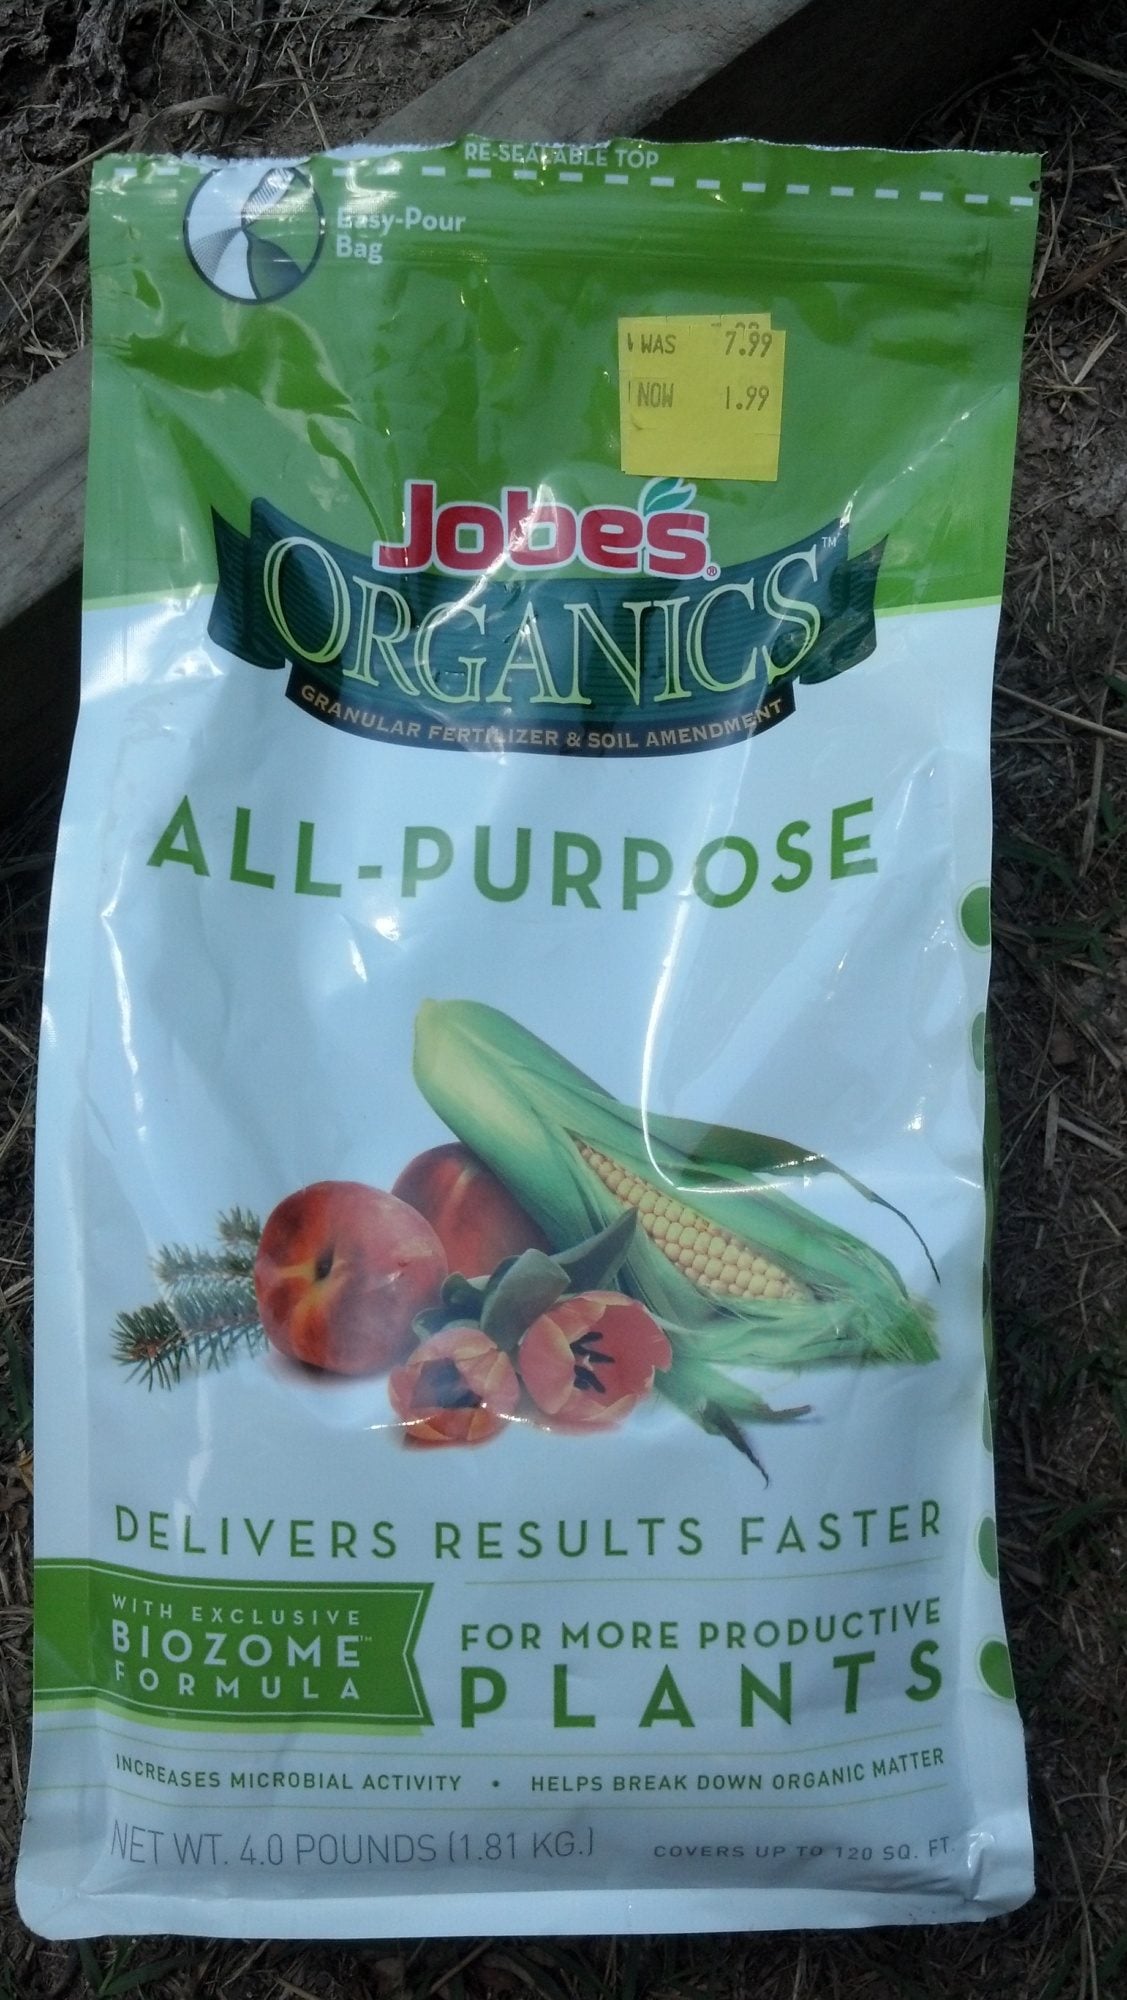 RE-SEALABLE TOP
Easy-Pour
Bag
WAS 7.99
NOW 1.99
Jobe's®
ORGANICS™
GRANULAR FERTILIZER & SOIL AMENDMENT
ALL-PURPOSE
DELIVERS RESULTS FASTER
WITH EXCLUSIVE
BIOZOME™
FORMULA
FOR MORE PRODUCTIVE
PLANTS
INCREASES MICROBIAL ACTIVITY • HELPS BREAK DOWN ORGANIC MATTER
NET WT. 4.0 POUNDS (1.81 KG.) COVERS UP TO 120 SQ. FT.